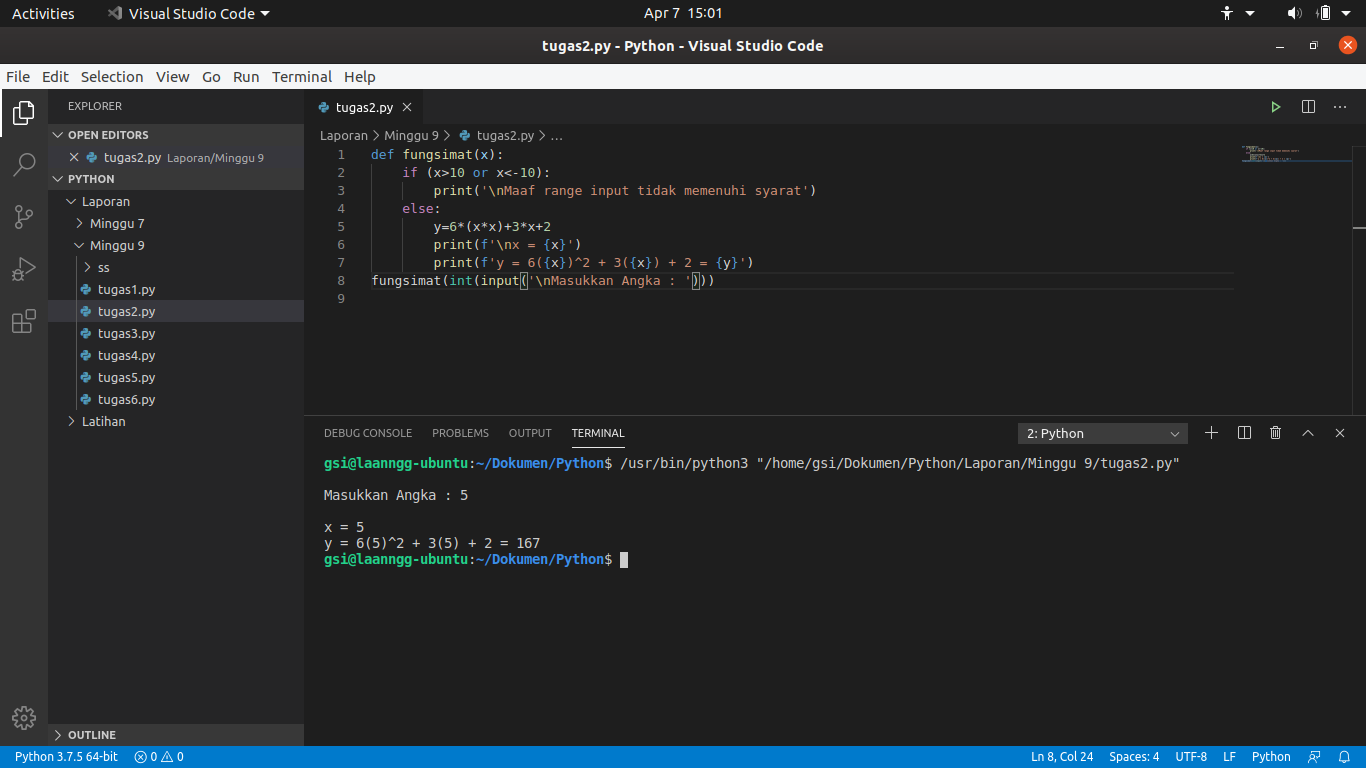 Activities Visual Studio Code Apr 7 15:01
tugas2.py - Python - Visual Studio Code
File Edit Selection View Go Run Terminal Help
EXPLORER
OPEN EDITORS
tugas2.py Laporan/Minggu 9
PYTHON
Laporan
Minggu 7
Minggu 9
ss
tugas1.py
tugas2.py
tugas3.py
tugas4.py
tugas5.py
tugas6.py
Latihan
OUTLINE
tugas2.py
Laporan > Minggu 9 > tugas2.py > ...
1 def fungsimat(x):
2     if (x>10 or x<-10):
3         print('\nMaaf range input tidak memenuhi syarat')
4     else:
5         y=6*(x*x)+3*x+2
6         print(f'\nx = {x}')
7         print(f'y = 6({x})^2 + 3({x}) + 2 = {y}')
8 fungsimat(int(input('\nMasukkan Angka : ')))
9
DEBUG CONSOLE PROBLEMS OUTPUT TERMINAL 2: Python
gsi@laanngg-ubuntu:~/Dokumen/Python$ /usr/bin/python3 "/home/gsi/Dokumen/Python/Laporan/Minggu 9/tugas2.py"
Masukkan Angka : 5
x = 5
y = 6(5)^2 + 3(5) + 2 = 167
gsi@laanngg-ubuntu:~/Dokumen/Python$
Python 3.7.5 64-bit 0 0 Ln 8, Col 24 Spaces: 4 UTF-8 LF Python